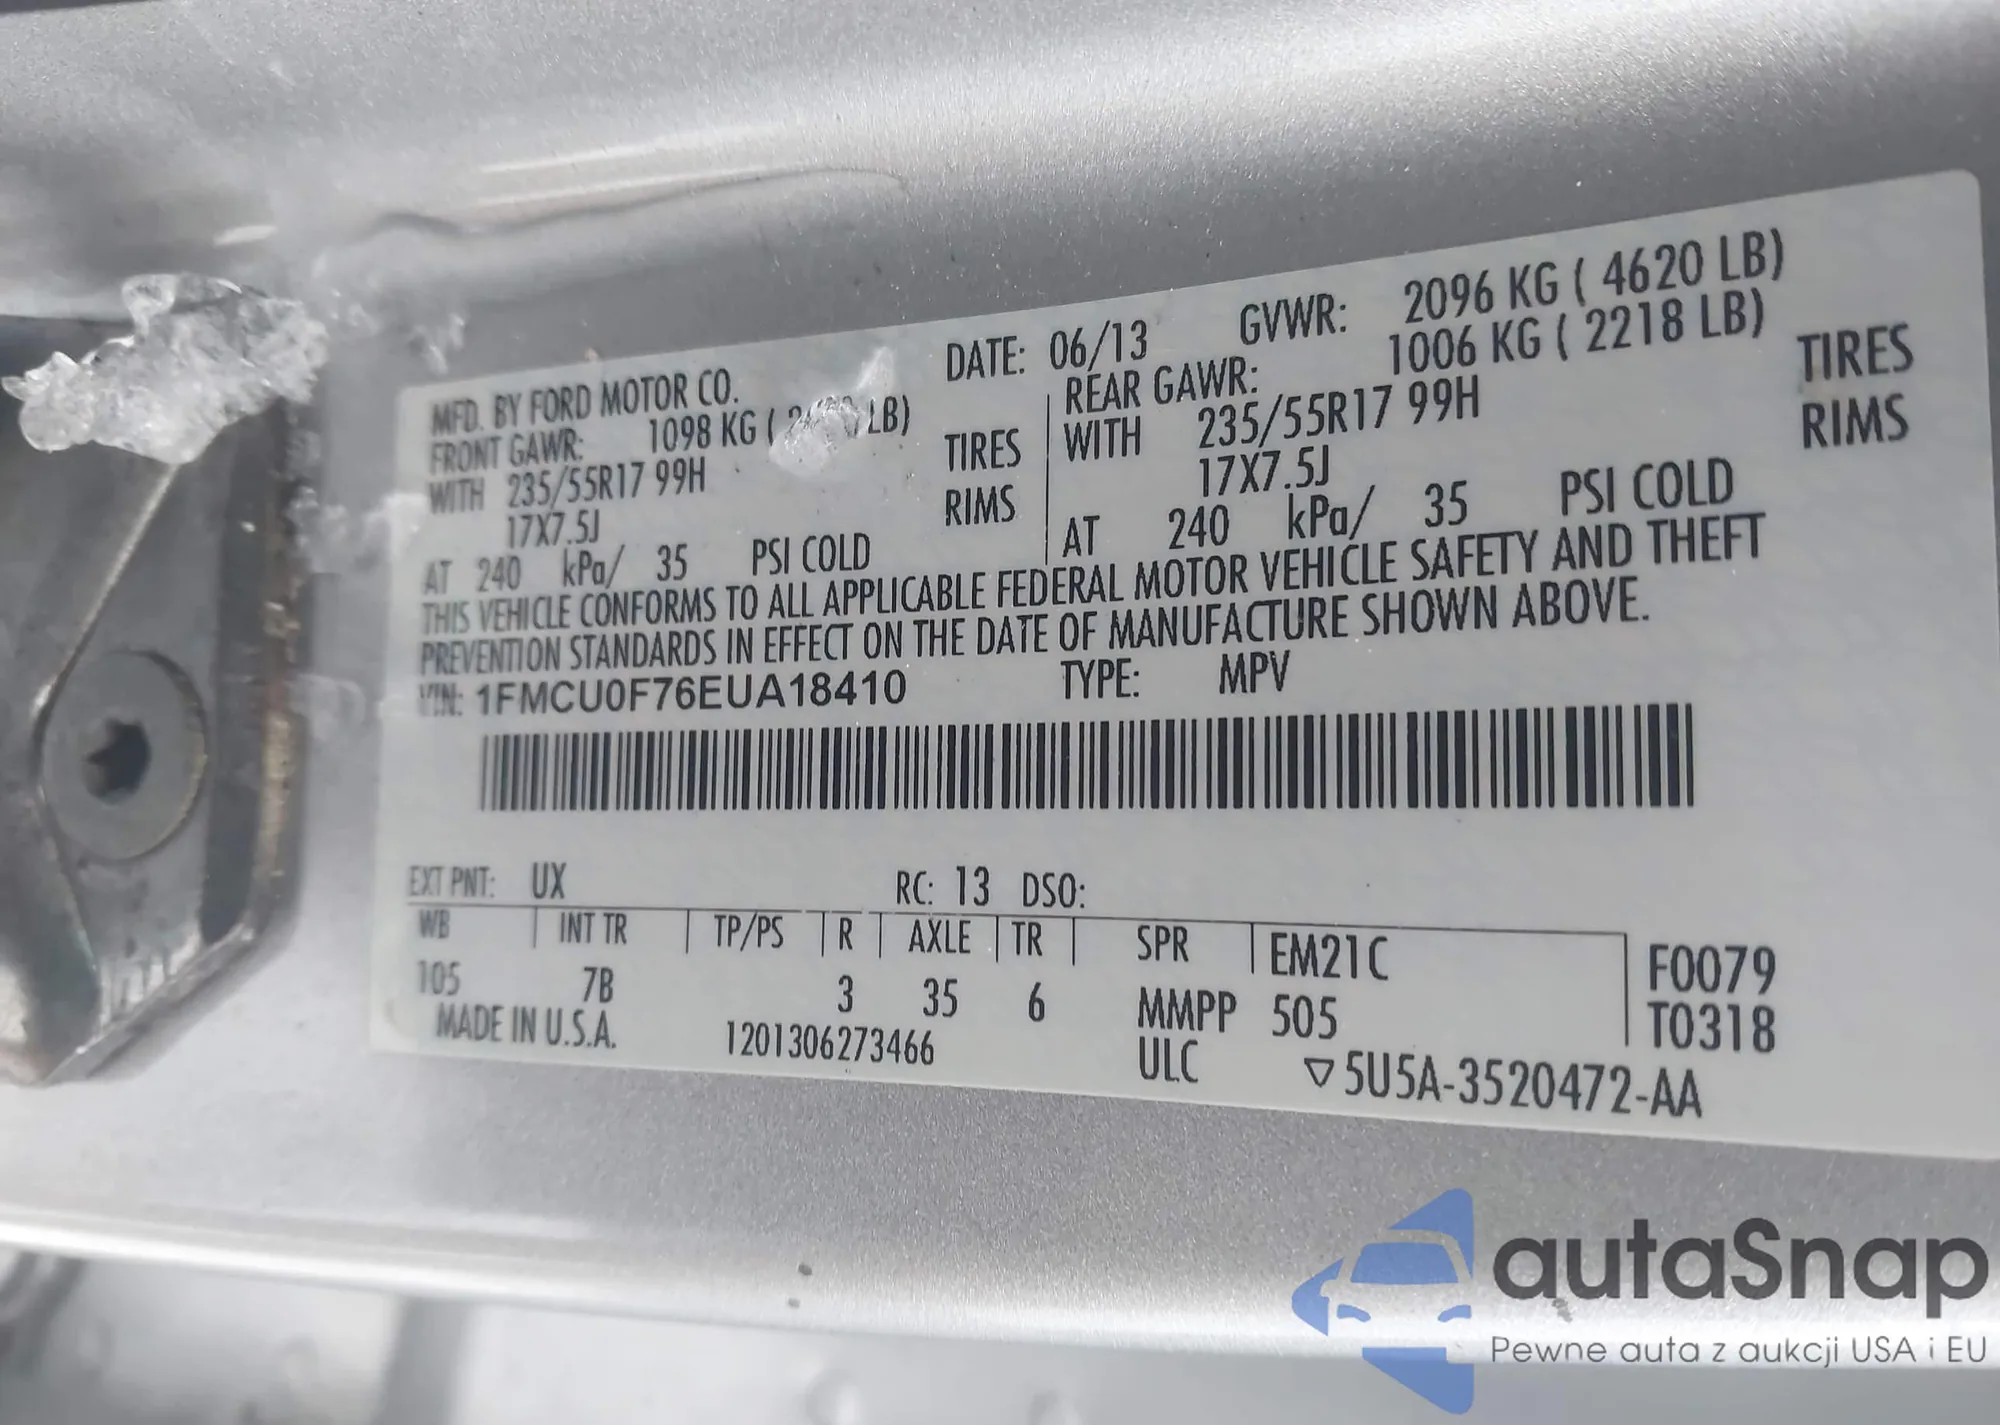 MFD. BY FORD MOTOR CO. DATE: 06/13 GVWR: 2096 KG ( 4620 LB)
FRONT GAWR: 1098 KG ( LB) REAR GAWR: 1006 KG ( 2218 LB)
WITH 235/55R17 99H TIRES WITH 235/55R17 99H TIRES
17X7.5J RIMS 17X7.5J RIMS
AT 240 kPa/ 35 PSI COLD AT 240 kPa/ 35 PSI COLD
THIS VEHICLE CONFORMS TO ALL APPLICABLE FEDERAL MOTOR VEHICLE SAFETY AND THEFT
PREVENTION STANDARDS IN EFFECT ON THE DATE OF MANUFACTURE SHOWN ABOVE.
VIN: 1FMCU0F76EUA18410 TYPE: MPV
EXT PNT: UX RC: 13 DSO:
WB INT TR TP/PS R AXLE TR SPR EM21C F0079
105 7B 3 35 6 MMPP 505 T0318
MADE IN U.S.A. 1201306273466 ULC ▽5U5A-3520472-AA
autaSnap
Pewne auta z aukcji USA i EU